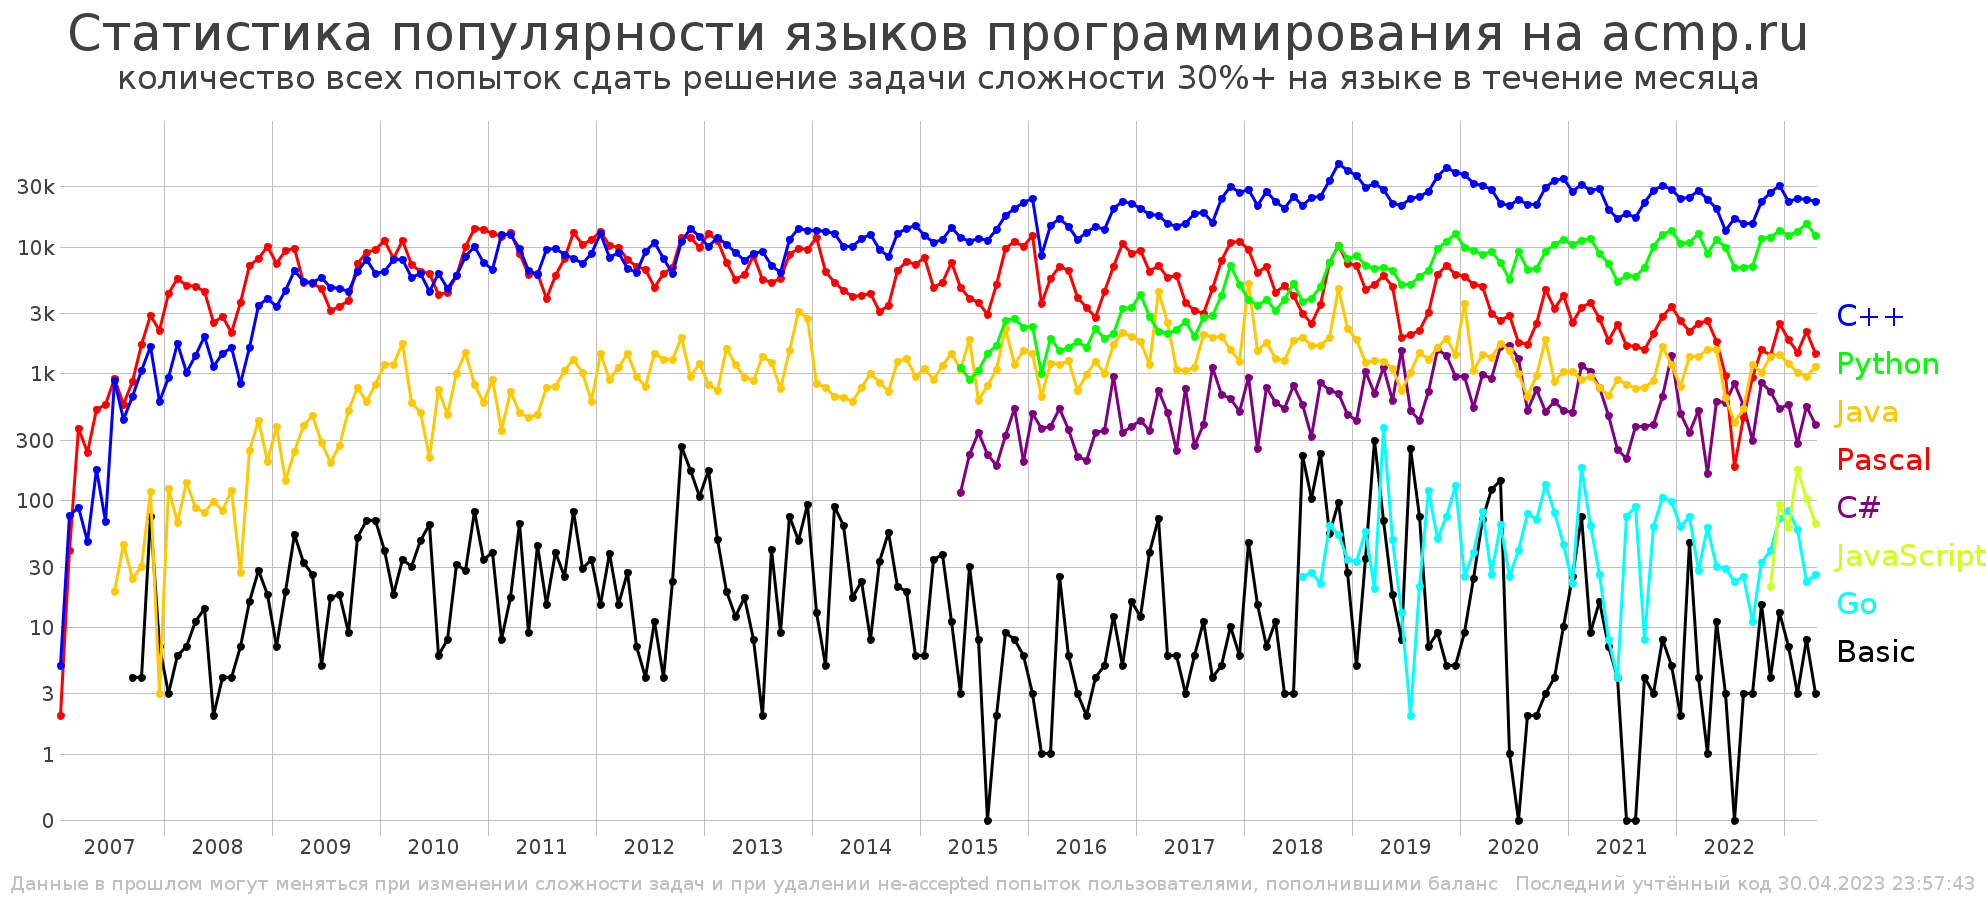 Статистика популярности языков программирования на acmp.ru
количество всех попыток сдать решение задачи сложности 30%+ на языке в течение месяца
30k
10k
3k
1k
300
100
30
10
3
1
0
C++
Python
Java
Pascal
C#
JavaScript
Go
Basic
2007 2008 2009 2010 2011 2012 2013 2014 2015 2016 2017 2018 2019 2020 2021 2022
Данные в прошлом могут меняться при изменении сложности задач и при удалении не-accepted попыток пользователями, пополнившими баланс Последний учтённый код 30.04.2023 23:57:43